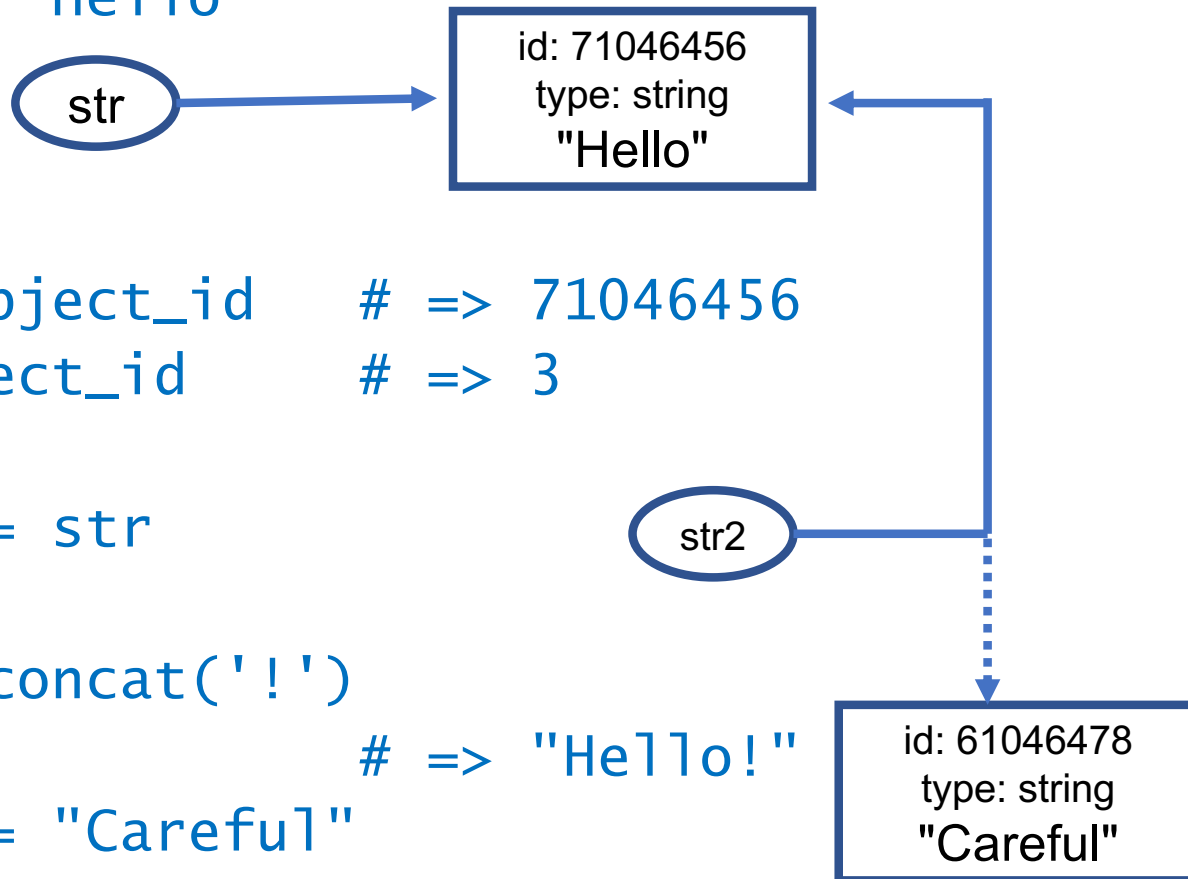 Hello
id: 71046456
type: string
"Hello"
str
bject_id # => 71046456
ect_id # => 3
= str
str2
concat('!')
# => "Hello!"
= "Careful"
id: 61046478
type: string
"Careful"